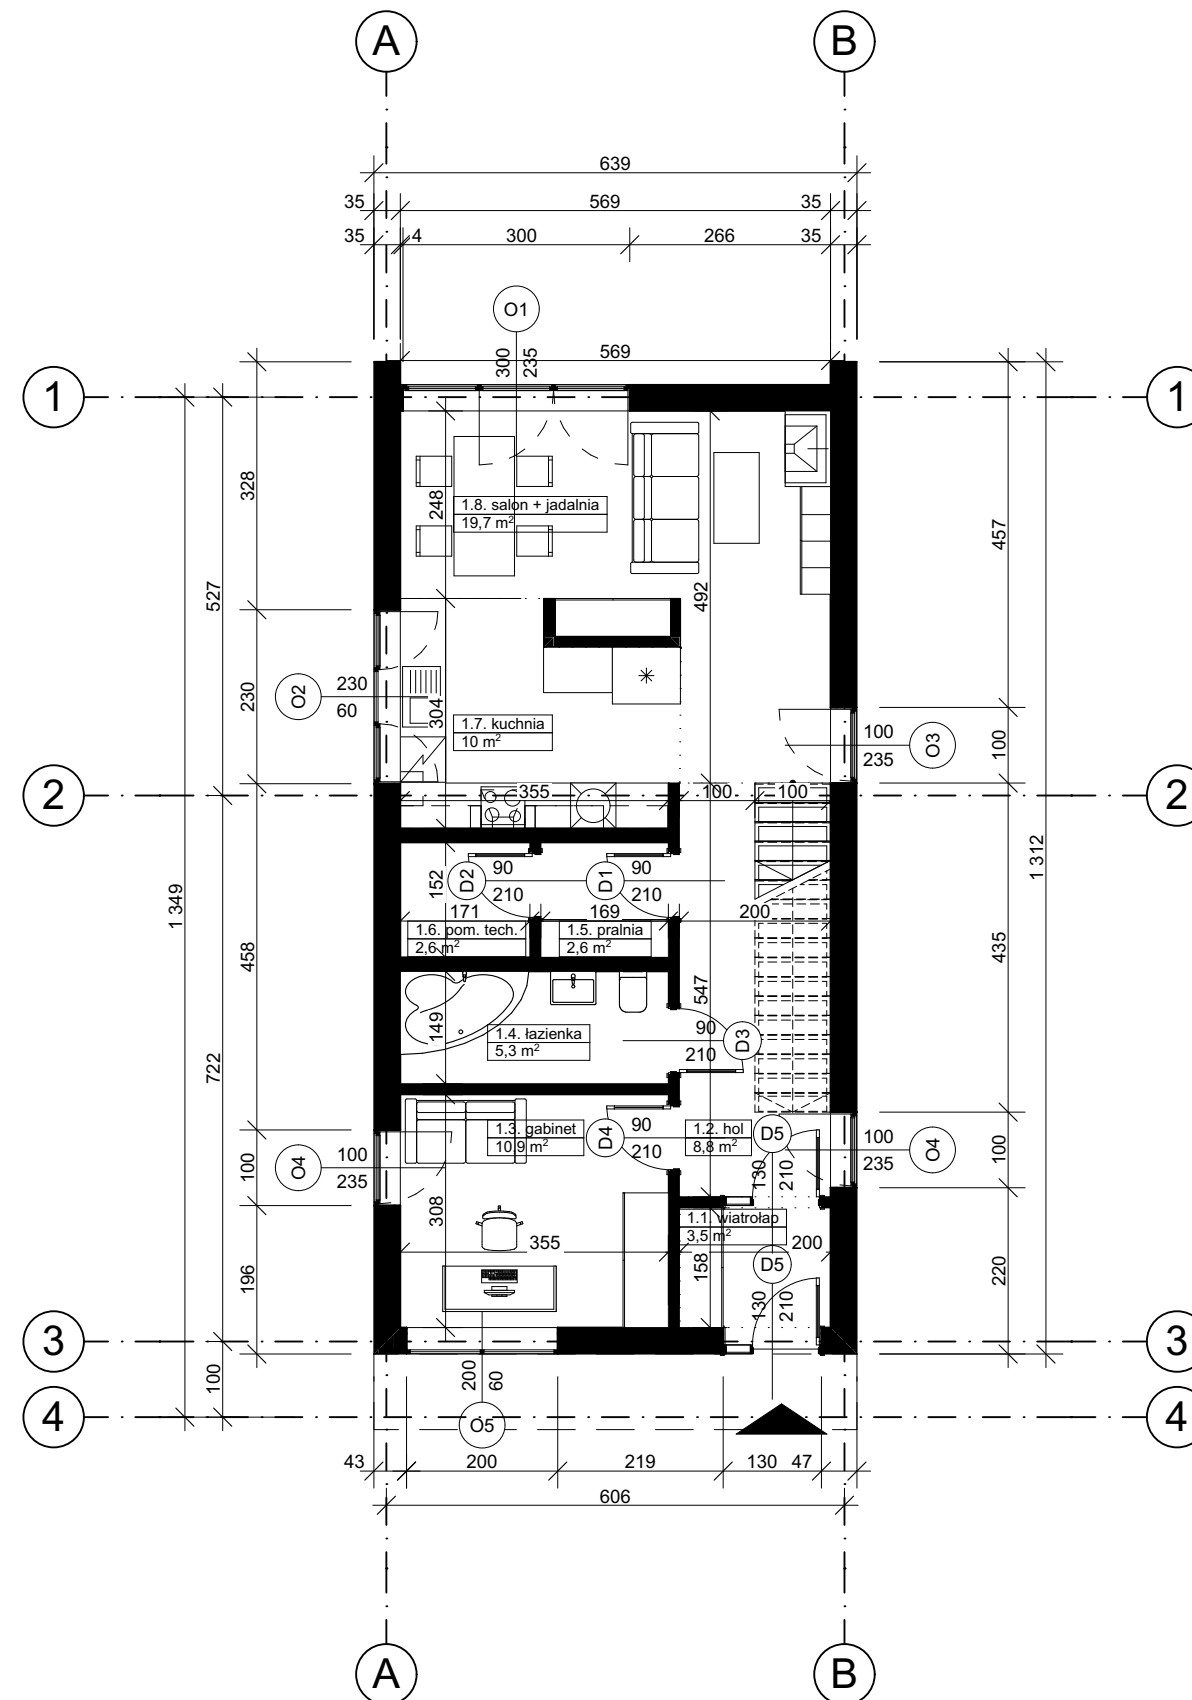 A
B
639
35
569
35
35
4
300
266
35
O1
300
235
569
1
1
328
248
1.8. salon + jadalnia
19,7 m²
457
527
492
O2
230
60
230
304
1.7. kuchnia
10 m²
100
235
O3
100
2
355
100
100
2
1 312
1 349
D2
90
210
D1
90
210
152
171
169
200
1.6. pom. tech.
2,6 m²
1.5. pralnia
2,6 m²
458
435
547
149
1.4. łazienka
5,3 m²
90
210
D3
722
1.3. gabinet
10,9 m²
D4
90
210
1.2. hol
8,8 m²
D5
130
210
100
235
O4
100
O4
100
235
100
308
1.1. wiatrołap
3,5 m²
355
200
158
D5
130
210
196
220
3
3
100
200
60
4
O5
4
43
200
219
130
47
606
A
B